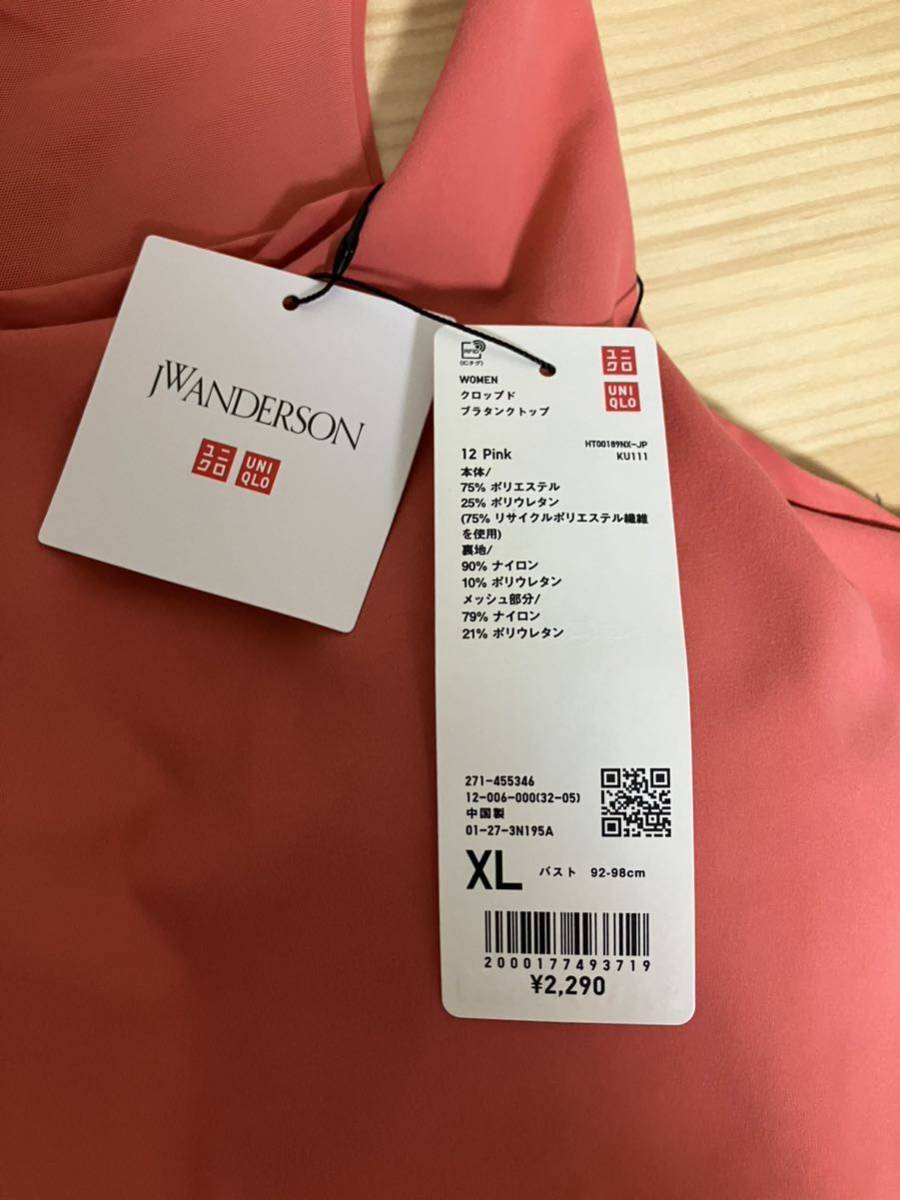 JWANDERSON
ユニ
クロ
UNI
QLO
RFID
(ICタグ)
ユニ
クロ
UNI
QLO
WOMEN
クロップド
ブラタンクトップ
12 Pink
HT00189NX-JP
KU111
本体/
75% ポリエステル
25% ポリウレタン
(75% リサイクルポリエステル繊維
を使用)
裏地/
90% ナイロン
10% ポリウレタン
メッシュ部分/
79% ナイロン
21% ポリウレタン
271-455346
12-006-000(32-05)
中国製
01-27-3N195A
XL バスト 92-98cm
2000177493719
¥2,290